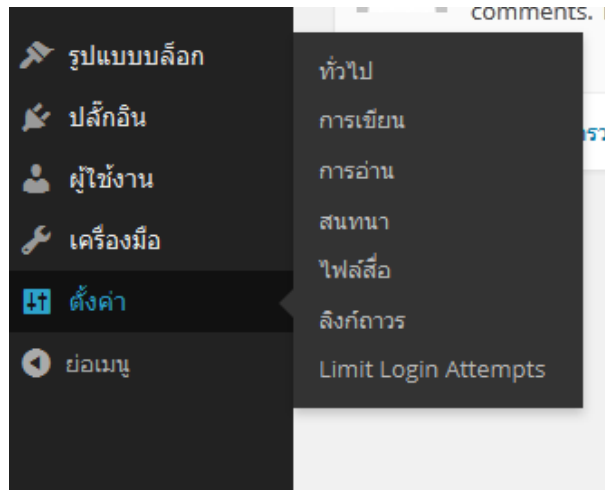 comments.
รูปแบบบล็อก
ปลั๊กอิน
ผู้ใช้งาน
เครื่องมือ
ตั้งค่า
ย่อเมนู
ทั่วไป
การเขียน
การอ่าน
สนทนา
ไฟล์สื่อ
ลิงก์ถาวร
Limit Login Attempts